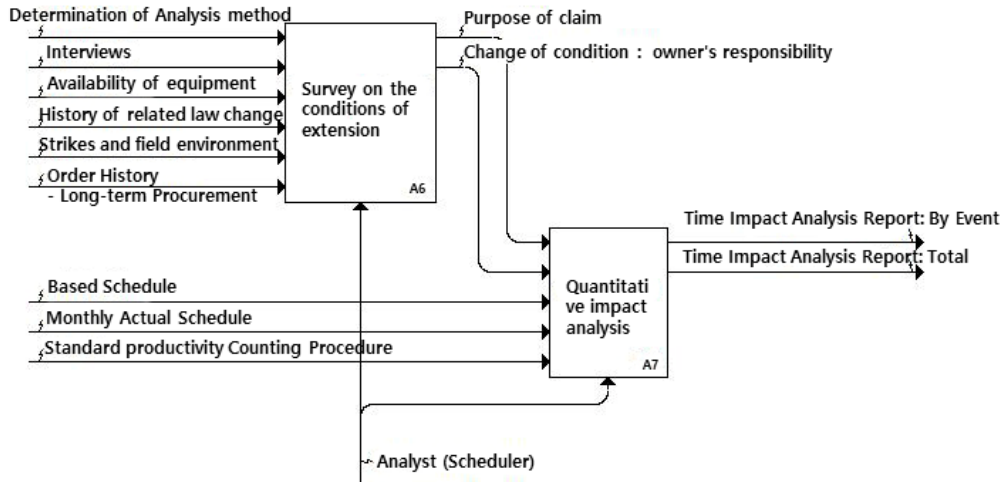 Determination of Analysis method
Interviews
Availability of equipment
History of related law change
Strikes and field environment
Order History
- Long-term Procurement
Survey on the
conditions of
extension
A6
Purpose of claim
Change of condition : owner's responsibility
Based Schedule
Monthly Actual Schedule
Standard productivity Counting Procedure
Quantitati
ve impact
analysis
A7
Time Impact Analysis Report: By Event
Time Impact Analysis Report: Total
Analyst (Scheduler)